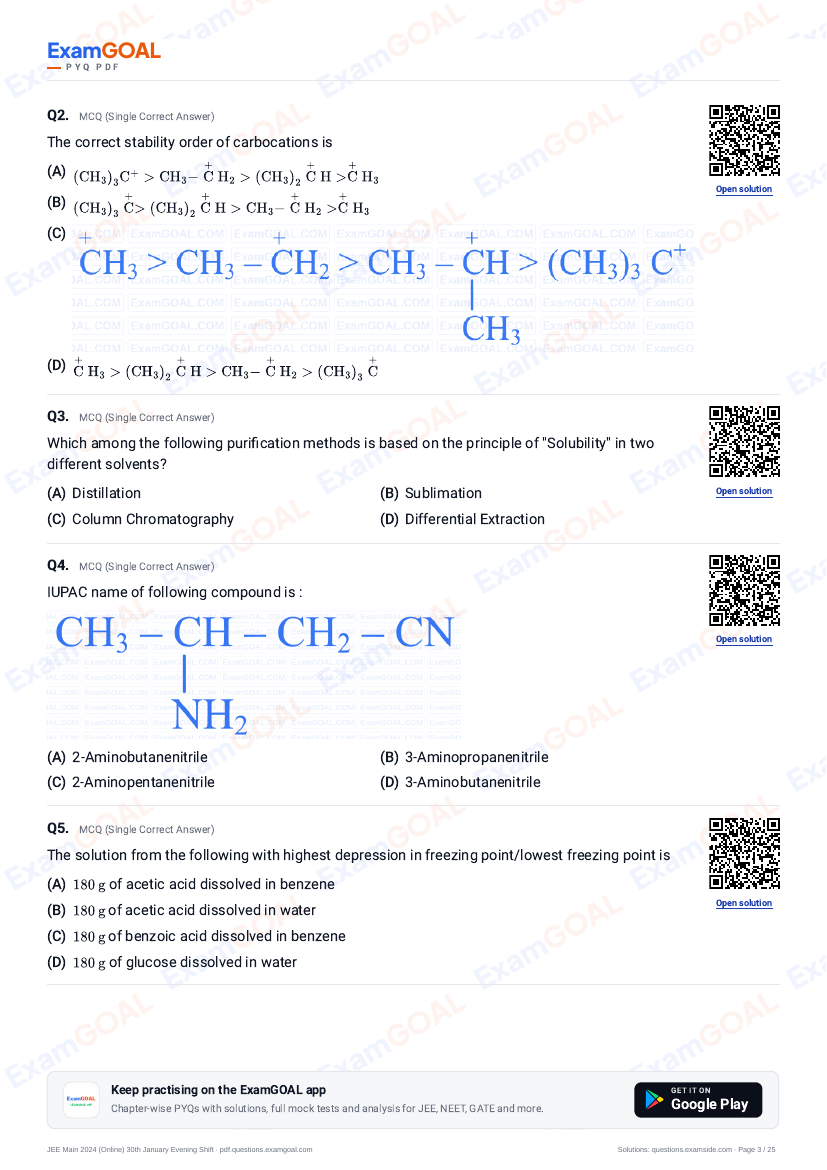 ExamGOAL
PYQ PDF
Q2. MCQ (Single Correct Answer)
The correct stability order of carbocations is
(A) (CH₃)₃C⁺ > CH₃− C⁺ H₂ > (CH₃)₂ C⁺ H > C⁺ H₃
(B) (CH₃)₃ C⁺ > (CH₃)₂ C⁺ H > CH₃− C⁺ H₂ > C⁺ H₃
(C) C⁺H₃ > CH₃ − C⁺H₂ > CH₃ − C⁺H > (CH₃)₃ C⁺
|
CH₃
(D) C⁺ H₃ > (CH₃)₂ C⁺ H > CH₃− C⁺ H₂ > (CH₃)₃ C⁺
Open solution
Q3. MCQ (Single Correct Answer)
Which among the following purification methods is based on the principle of "Solubility" in two
different solvents?
(A) Distillation (B) Sublimation
(C) Column Chromatography (D) Differential Extraction
Open solution
Q4. MCQ (Single Correct Answer)
IUPAC name of following compound is :
CH₃ − CH − CH₂ − CN
|
NH₂
(A) 2-Aminobutanenitrile (B) 3-Aminopropanenitrile
(C) 2-Aminopentanenitrile (D) 3-Aminobutanenitrile
Open solution
Q5. MCQ (Single Correct Answer)
The solution from the following with highest depression in freezing point/lowest freezing point is
(A) 180 g of acetic acid dissolved in benzene
(B) 180 g of acetic acid dissolved in water
(C) 180 g of benzoic acid dissolved in benzene
(D) 180 g of glucose dissolved in water
Open solution
ExamGOAL
Keep practising on the ExamGOAL app
Chapter-wise PYQs with solutions, full mock tests and analysis for JEE, NEET, GATE and more.
GET IT ON
Google Play
JEE Main 2024 (Online) 30th January Evening Shift · pdf.questions.examgoal.com
Solutions: questions.examside.com · Page 3 / 25